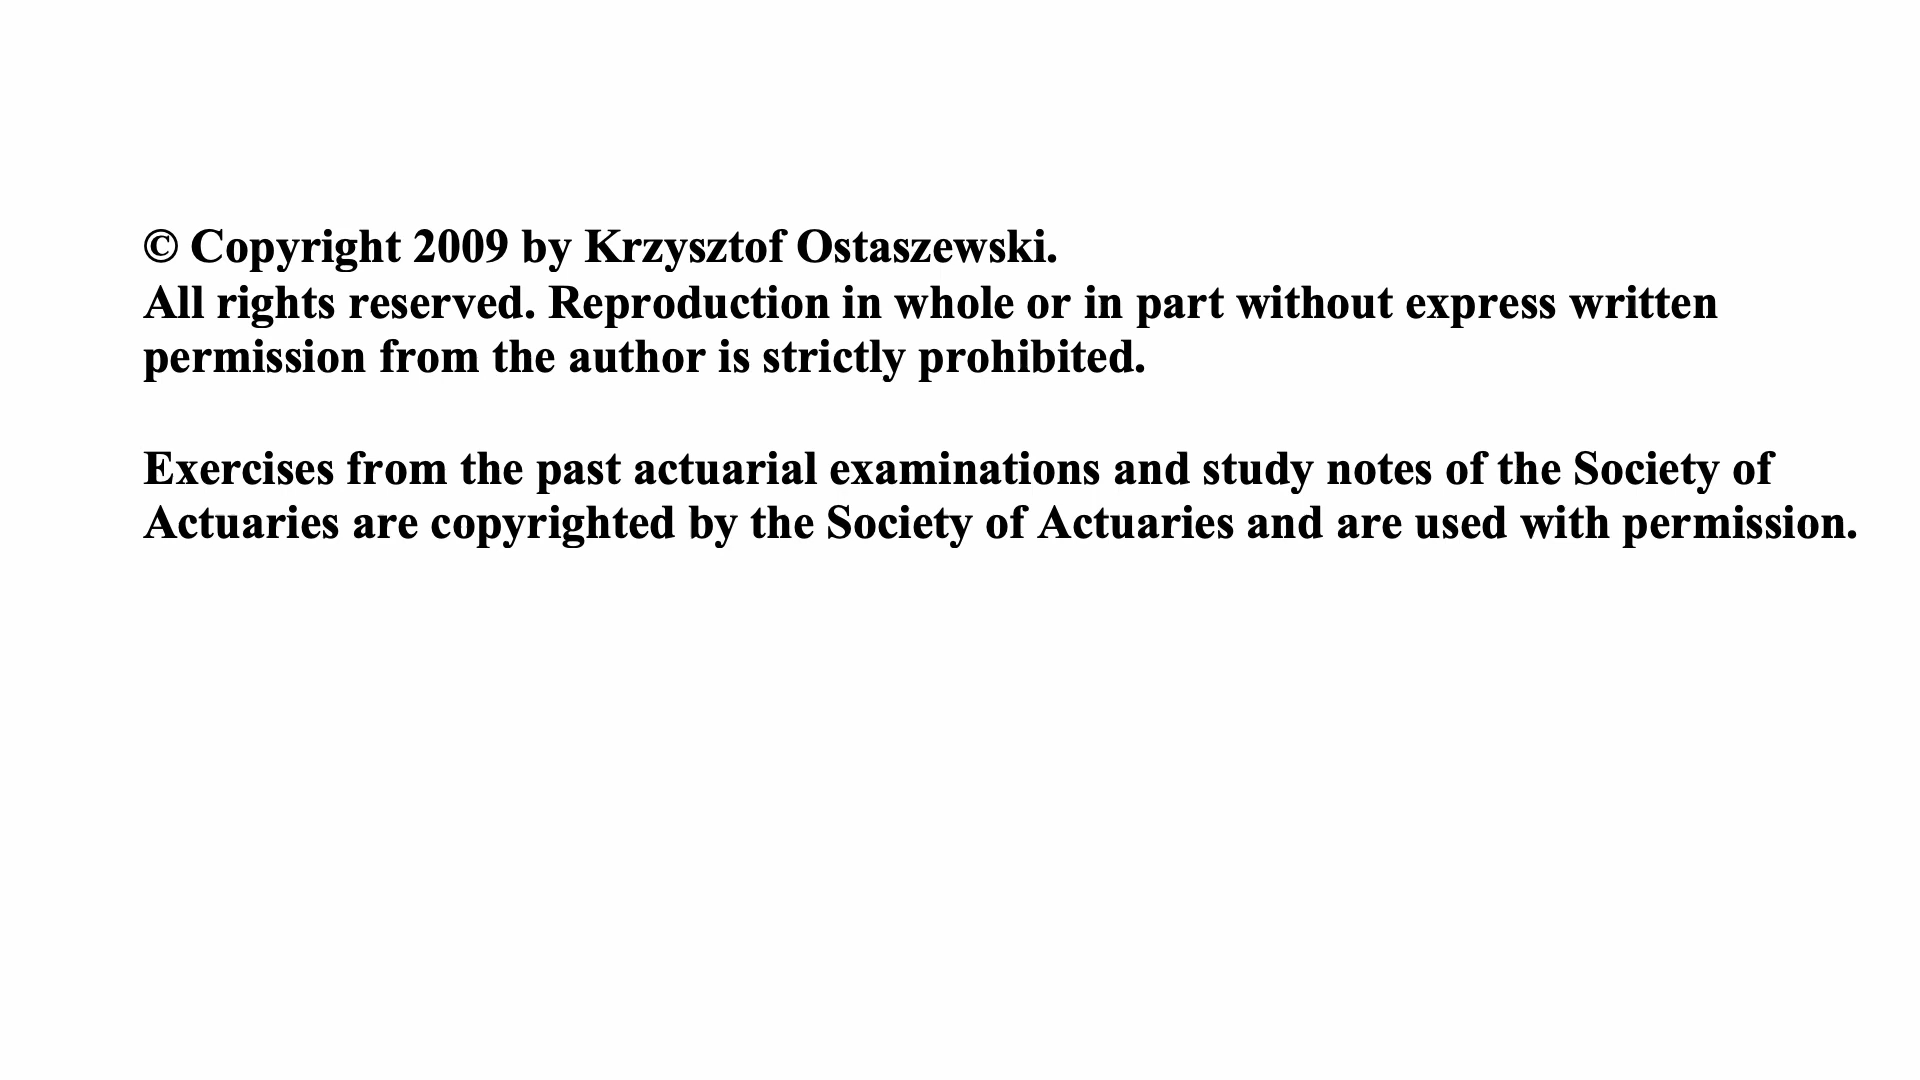 © Copyright 2009 by Krzysztof Ostaszewski.
All rights reserved. Reproduction in whole or in part without express written
permission from the author is strictly prohibited.
Exercises from the past actuarial examinations and study notes of the Society of
Actuaries are copyrighted by the Society of Actuaries and are used with permission.